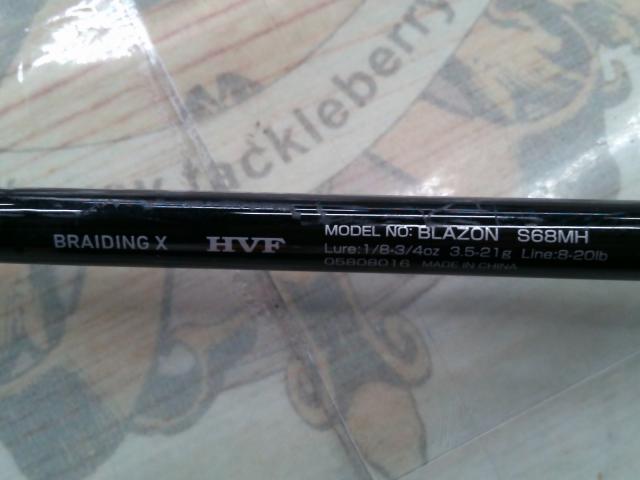 tackleberry
BRAIDING X HVF MODEL NO: BLAZON S68MH
Lure:1/8-3/4oz 3.5-21g Line:8-20lb
05808016 MADE IN CHINA